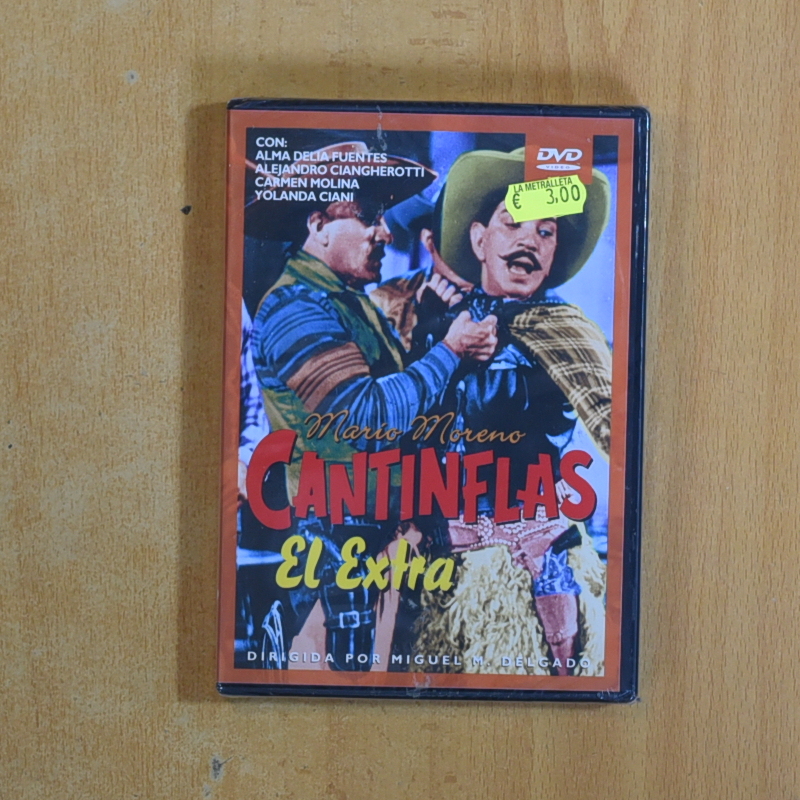 CON:
ALMA DELIA FUENTES
ALEJANDRO CIANGHEROTTI
CARMEN MOLINA
YOLANDA CIANI
DVD
VIDEO
LA METRALLETA
€ 3,00
Mario Moreno
CANTINFLAS
El Extra
DIRIGIDA POR MIGUEL M. DELGADO